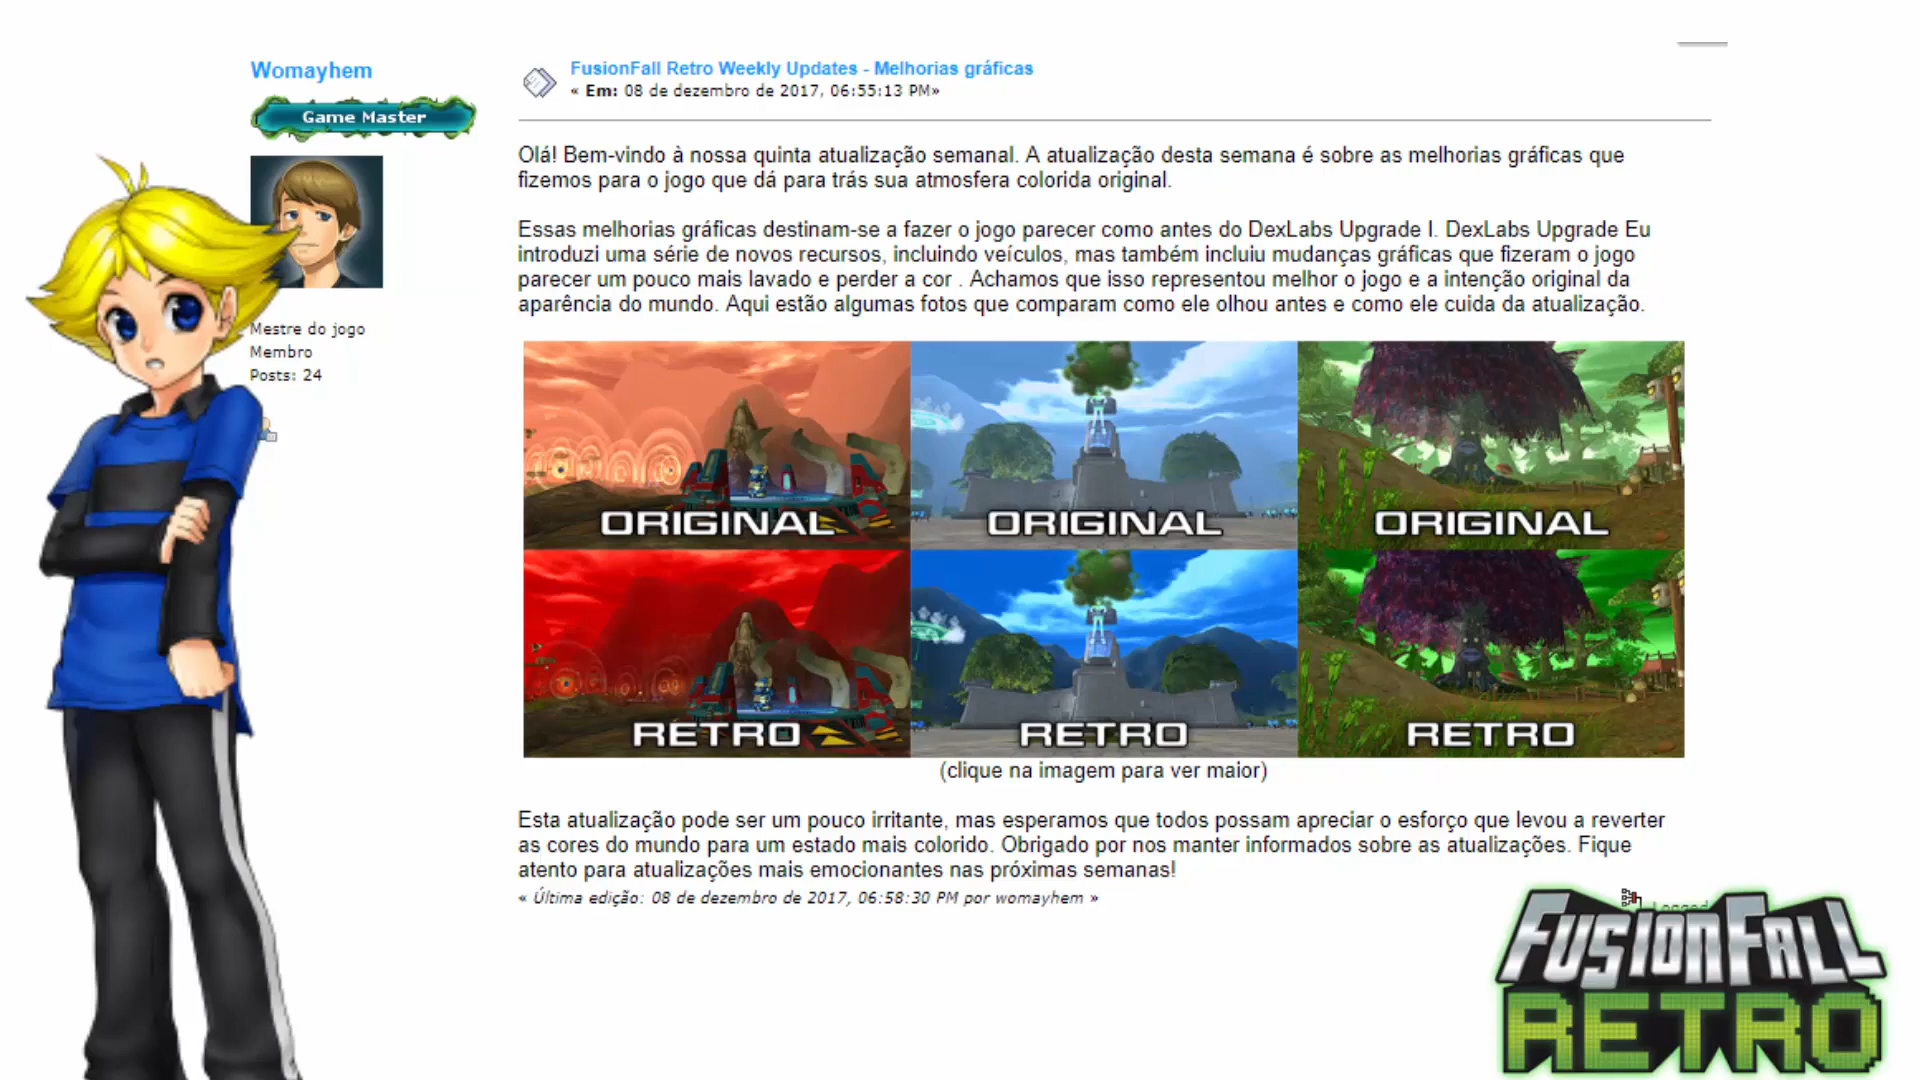 Womayhem
Game Master
Mestre do jogo
Membro
Posts: 24
FusionFall Retro Weekly Updates - Melhorias gráficas
« Em: 08 de dezembro de 2017, 06:55:13 PM»
Olá! Bem-vindo à nossa quinta atualização semanal. A atualização desta semana é sobre as melhorias gráficas que
fizemos para o jogo que dá para trás sua atmosfera colorida original.
Essas melhorias gráficas destinam-se a fazer o jogo parecer como antes do DexLabs Upgrade I. DexLabs Upgrade Eu
introduzi uma série de novos recursos, incluindo veículos, mas também incluiu mudanças gráficas que fizeram o jogo
parecer um pouco mais lavado e perder a cor . Achamos que isso representou melhor o jogo e a intenção original da
aparência do mundo. Aqui estão algumas fotos que comparam como ele olhou antes e como ele cuida da atualização.
ORIGINAL ORIGINAL ORIGINAL
RETRO RETRO RETRO
(clique na imagem para ver maior)
Esta atualização pode ser um pouco irritante, mas esperamos que todos possam apreciar o esforço que levou a reverter
as cores do mundo para um estado mais colorido. Obrigado por nos manter informados sobre as atualizações. Fique
atento para atualizações mais emocionantes nas próximas semanas!
« Última edição: 08 de dezembro de 2017, 06:58:30 PM por womayhem »
Logged
FUSIONFALL
RETRO